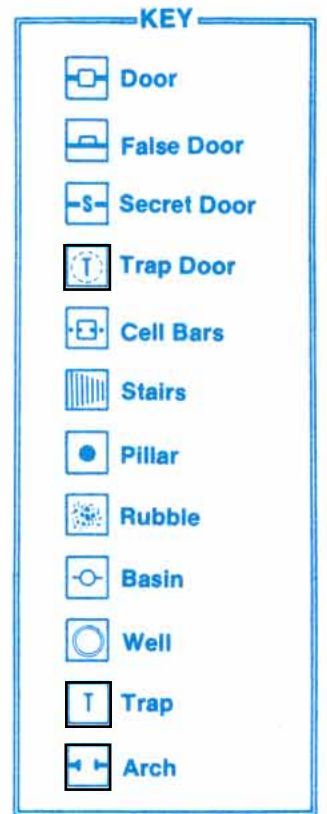 KEY
Door
False Door
S Secret Door
T Trap Door
Cell Bars
Stairs
Pillar
Rubble
Basin
Well
T Trap
Arch